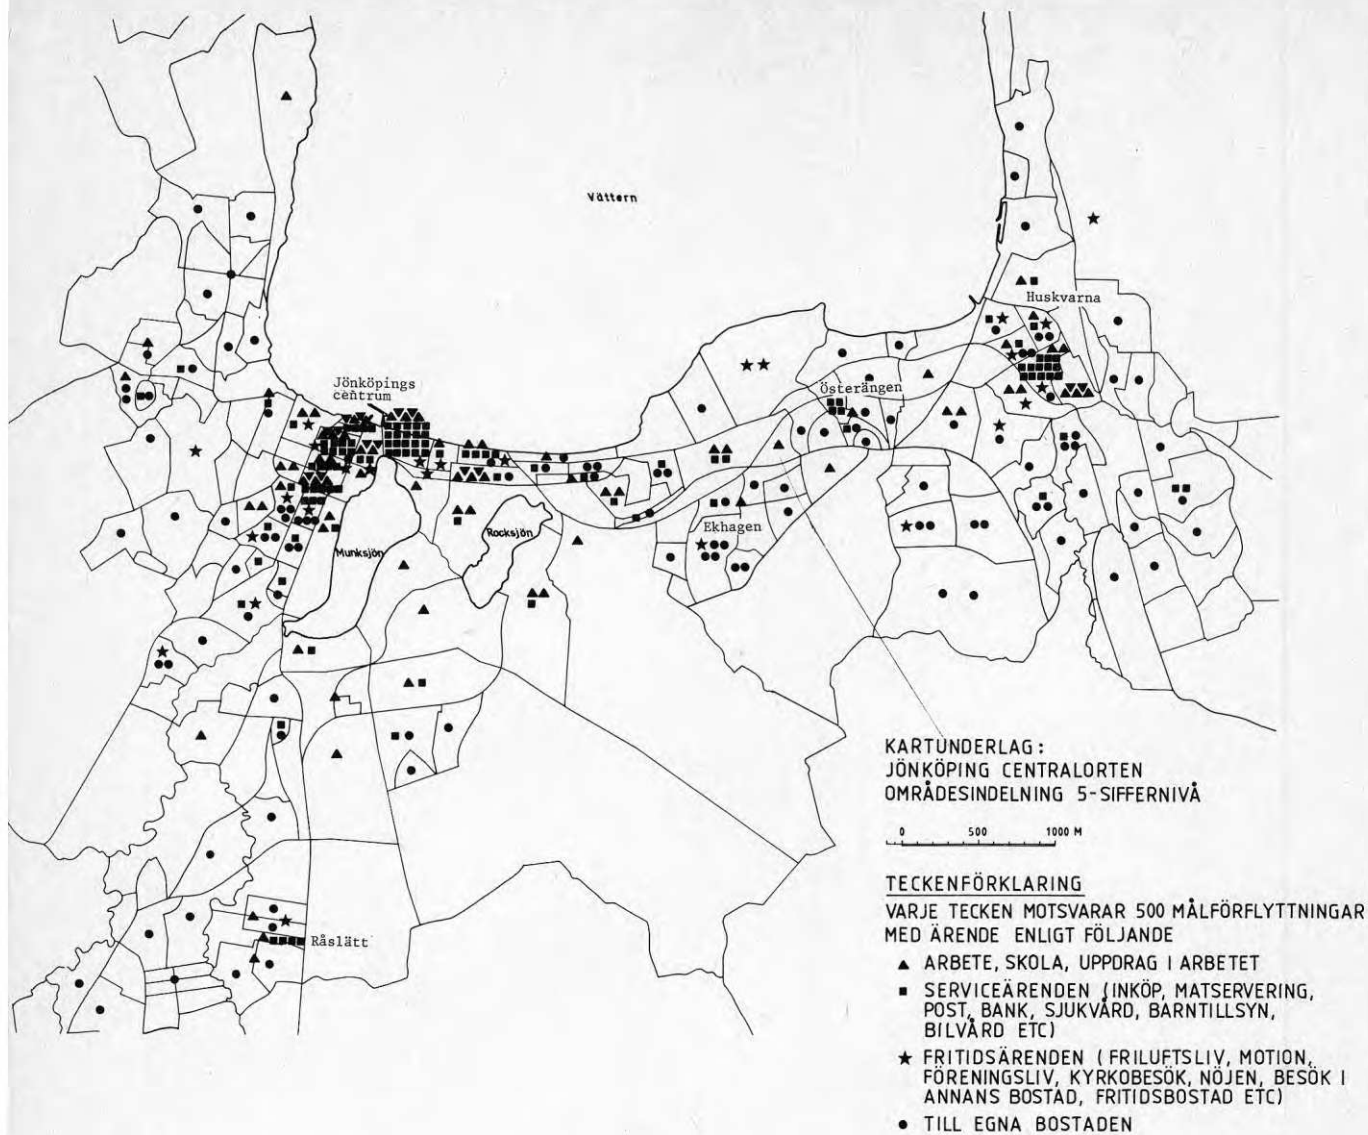 Vättern
Huskvarna
Jönköpings
centrum
Österängen
Ekhagen
Rocksjön
Munksjön
Råslätt
KARTUNDERLAG:
JÖNKÖPING CENTRALORTEN
OMRÅDESINDELNING 5-SIFFERNIVÅ
0 500 1000 M
TECKENFÖRKLARING
VARJE TECKEN MOTSVARAR 500 MÅLFÖRFLYTTNINGAR
MED ÄRENDE ENLIGT FÖLJANDE
▲ ARBETE, SKOLA, UPPDRAG I ARBETET
■ SERVICEÄRENDEN (INKÖP, MATSERVERING,
POST, BANK, SJUKVÅRD, BARNTILLSYN,
BILVÅRD ETC)
★ FRITIDSÄRENDEN (FRILUFTSLIV, MOTION,
FÖRENINGSLIV, KYRKOBESÖK, NÖJEN, BESÖK I
ANNANS BOSTAD, FRITIDSBOSTAD ETC)
● TILL EGNA BOSTADEN